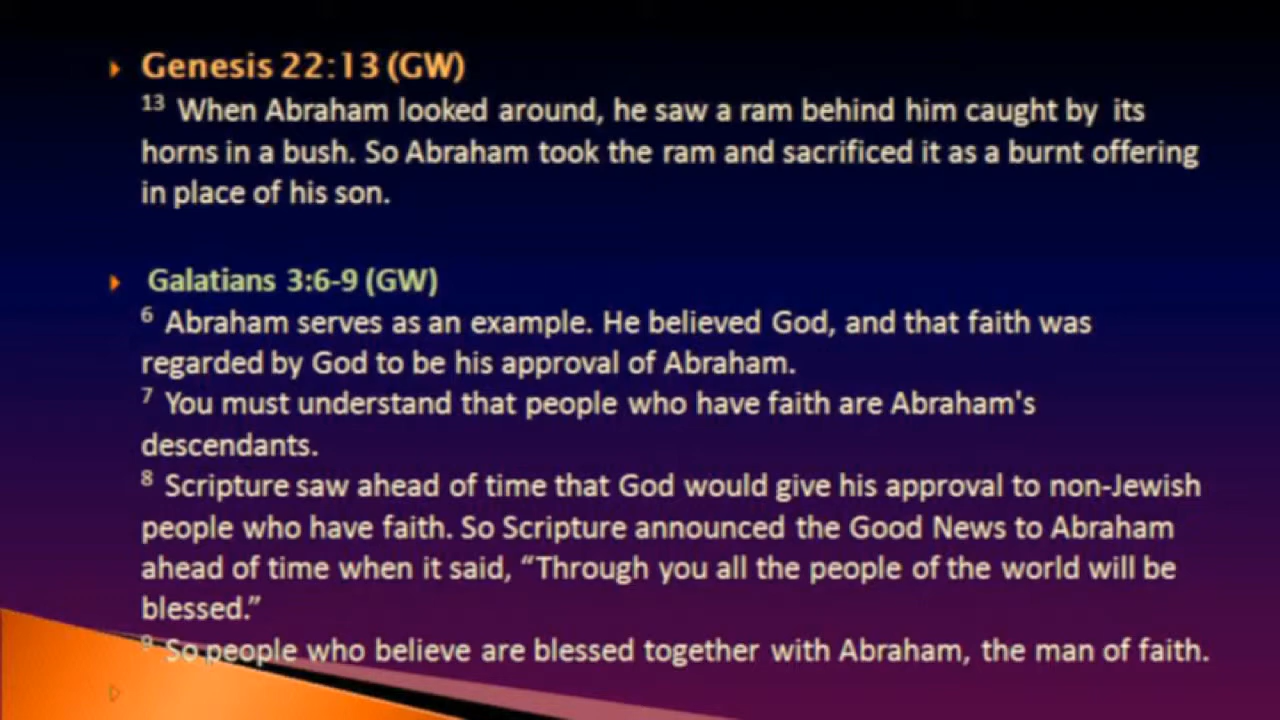 Genesis 22:13 (GW)
13 When Abraham looked around, he saw a ram behind him caught by its
horns in a bush. So Abraham took the ram and sacrificed it as a burnt offering
in place of his son.
Galatians 3:6-9 (GW)
6 Abraham serves as an example. He believed God, and that faith was
regarded by God to be his approval of Abraham.
7 You must understand that people who have faith are Abraham's
descendants.
8 Scripture saw ahead of time that God would give his approval to non-Jewish
people who have faith. So Scripture announced the Good News to Abraham
ahead of time when it said, “Through you all the people of the world will be
blessed.”
9 So people who believe are blessed together with Abraham, the man of faith.